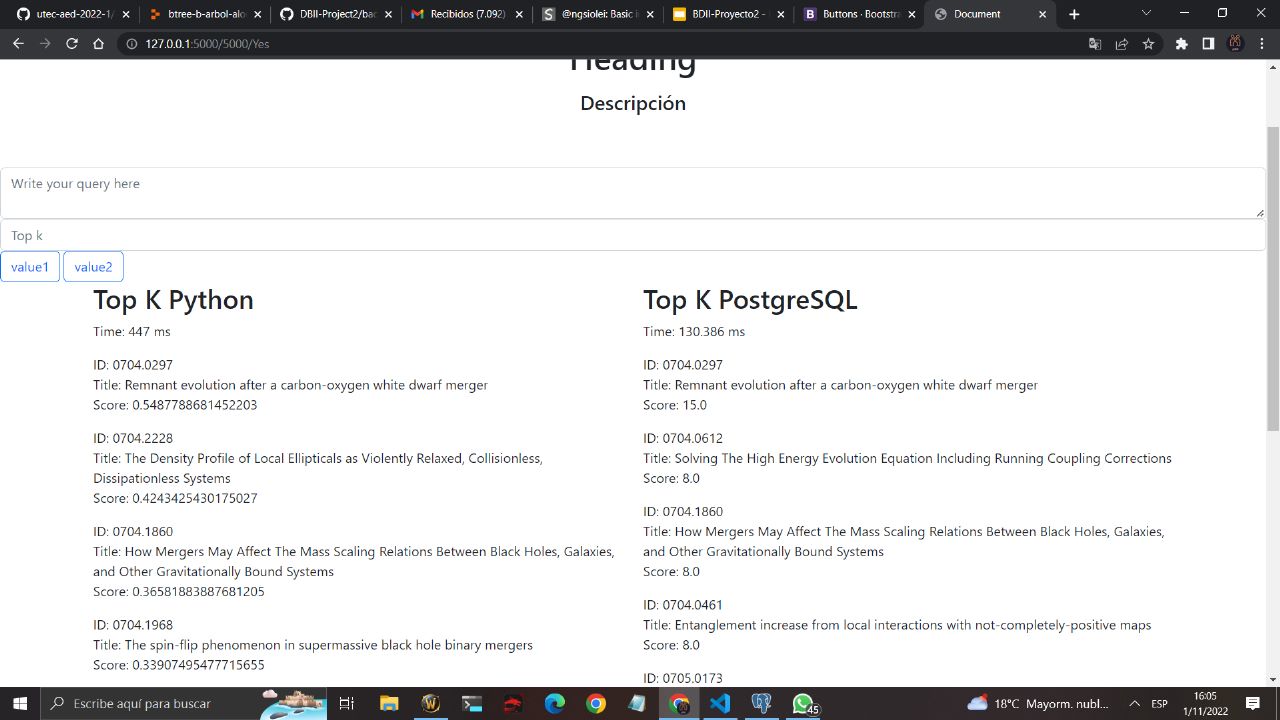 utec-aed-2022-1/
btree-b-arbol-alg
DBII-Project2/bac
Recibidos (7.092)
@ngsiolei: Basic i
BDII-Proyecto2 -
Buttons · Bootstra
Document
127.0.0.1:5000/5000/Yes
Heading
Descripción
Write your query here
Top k
value1 value2
Top K Python
Time: 447 ms
ID: 0704.0297
Title: Remnant evolution after a carbon-oxygen white dwarf merger
Score: 0.5487788681452203
ID: 0704.2228
Title: The Density Profile of Local Ellipticals as Violently Relaxed, Collisionless,
Dissipationless Systems
Score: 0.4243425430175027
ID: 0704.1860
Title: How Mergers May Affect The Mass Scaling Relations Between Black Holes, Galaxies,
and Other Gravitationally Bound Systems
Score: 0.36581883887681205
ID: 0704.1968
Title: The spin-flip phenomenon in supermassive black hole binary mergers
Score: 0.33907495477715655
Top K PostgreSQL
Time: 130.386 ms
ID: 0704.0297
Title: Remnant evolution after a carbon-oxygen white dwarf merger
Score: 15.0
ID: 0704.0612
Title: Solving The High Energy Evolution Equation Including Running Coupling Corrections
Score: 8.0
ID: 0704.1860
Title: How Mergers May Affect The Mass Scaling Relations Between Black Holes, Galaxies,
and Other Gravitationally Bound Systems
Score: 8.0
ID: 0704.0461
Title: Entanglement increase from local interactions with not-completely-positive maps
Score: 8.0
ID: 0705.0173
Escribe aquí para buscar
45
18°C Mayorm. nubl...
ESP
16:05
1/11/2022